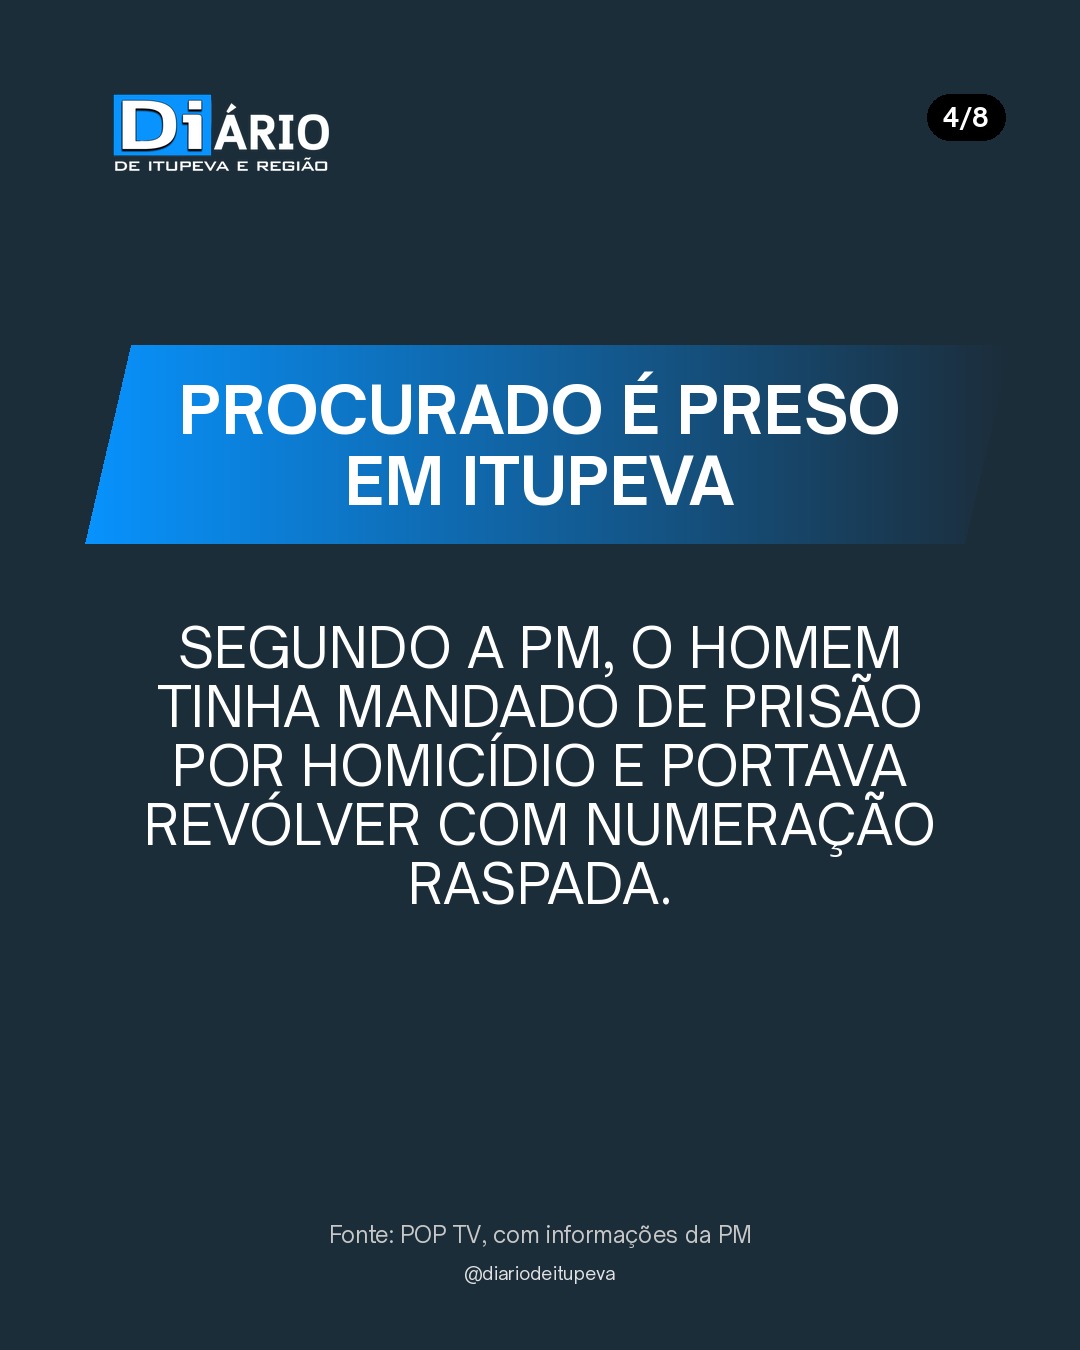 DiÁRIO
DE ITUPEVA E REGIÃO
4/8
PROCURADO É PRESO
EM ITUPEVA
SEGUNDO A PM, O HOMEM
TINHA MANDADO DE PRISÃO
POR HOMICÍDIO E PORTAVA
REVÓLVER COM NUMERAÇÃO
RASPADA.
Fonte: POP TV, com informações da PM
@diariodeitupeva